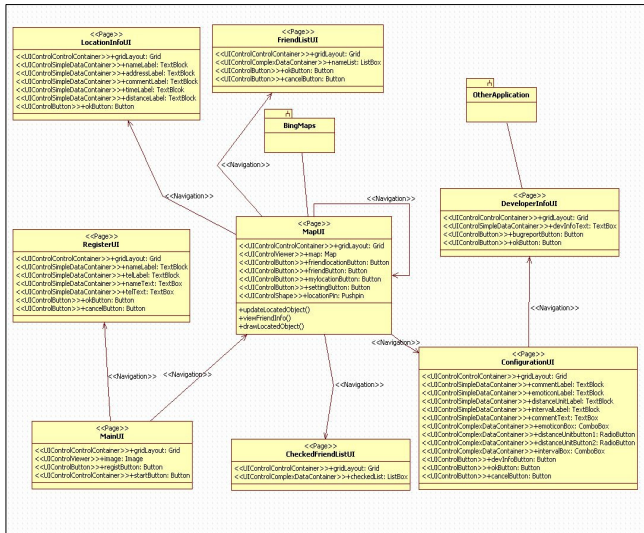 <<Page>>
LocationInfoUI
<<UIControlControlContainer>>+gridLayout: Grid
<<UIControlSimpleDataContainer>>+nameLabel: TextBlock
<<UIControlSimpleDataContainer>>+addressLabel: TextBlock
<<UIControlSimpleDataContainer>>+commentLabel: TextBlock
<<UIControlSimpleDataContainer>>+timeLabel: TextBlock
<<UIControlSimpleDataContainer>>+distanceLabel: TextBlock
<<UIControlButton>>+okButton: Button
<<Page>>
FriendListUI
<<UIControlControlContainer>>+gridLayout: Grid
<<UIControlComplexDataContainer>>+nameList: ListBox
<<UIControlButton>>+okButton: Button
<<UIControlButton>>+cancelButton: Button
BingMaps
OtherApplication
<<Navigation>>
<<Navigation>>
<<Navigation>>
<<Page>>
DeveloperInfoUI
<<UIControlControlContainer>>+gridLayout: Grid
<<UIControlSimpleDataContainer>>+devInfoText: TextBox
<<UIControlButton>>+bugreportButton: Button
<<UIControlButton>>+okButton: Button
<<Page>>
MapUI
<<UIControlControlContainer>>+gridLayout: Grid
<<UIControlViewer>>+map: Map
<<UIControlButton>>+friendlocationButton: Button
<<UIControlButton>>+friendButton: Button
<<UIControlButton>>+mylocationButton: Button
<<UIControlButton>>+settingButton: Button
<<UIControlShape>>+locationPin: Pushpin
+updateLocatedObject()
+viewFriendInfo()
+drawLocatedObject()
<<Page>>
RegisterUI
<<UIControlControlContainer>>+gridLayout: Grid
<<UIControlSimpleDataContainer>>+nameLabel: TextBlock
<<UIControlSimpleDataContainer>>+telLabel: TextBlock
<<UIControlSimpleDataContainer>>+nameText: TextBox
<<UIControlSimpleDataContainer>>+telText: TextBox
<<UIControlButton>>+okButton: Button
<<UIControlButton>>+cancelButton: Button
<<Navigation>>
<<Navigation>>
<<Navigation>>
<<Navigation>>
<<Navigation>>
<<Page>>
ConfigurationUI
<<UIControlControlContainer>>+gridLayout: Grid
<<UIControlSimpleDataContainer>>+commentLabel: TextBlock
<<UIControlSimpleDataContainer>>+emoticonLabel: TextBlock
<<UIControlSimpleDataContainer>>+distanceUnitLabel: TextBlock
<<UIControlSimpleDataContainer>>+intervalLabel: TextBlock
<<UIControlSimpleDataContainer>>+commentText: TextBox
<<UIControlComplexDataContainer>>+emoticonBox: ComboBox
<<UIControlComplexDataContainer>>+distanceUnitbutton1: RadioButton
<<UIControlComplexDataContainer>>+distanceUnitButton2: RadioButton
<<UIControlComplexDataContainer>>+intervalBox: ComboBox
<<UIControlButton>>+devInfoButton: Button
<<UIControlButton>>+okButton: Button
<<UIControlButton>>+cancelButton: Button
<<Page>>
MainUI
<<UIControlControlContainer>>+gridLayout: Grid
<<UIControlViewer>>+image: Image
<<UIControlButton>>+registButton: Button
<<UIControlControlContainer>>+startButton: Button
<<Page>>
CheckedFriendListUI
<<UIControlControlContainer>>+gridLayout: Grid
<<UIControlComplexDataContainer>>+checkedList: ListBox